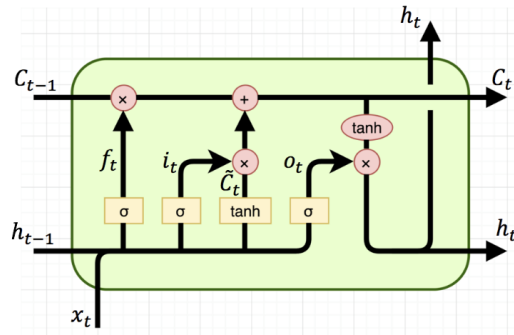 h_t
C_{t-1} × + C_t
tanh
f_t i_t × o_t ×
C̃_t
σ σ tanh σ
h_{t-1} h_t
x_t